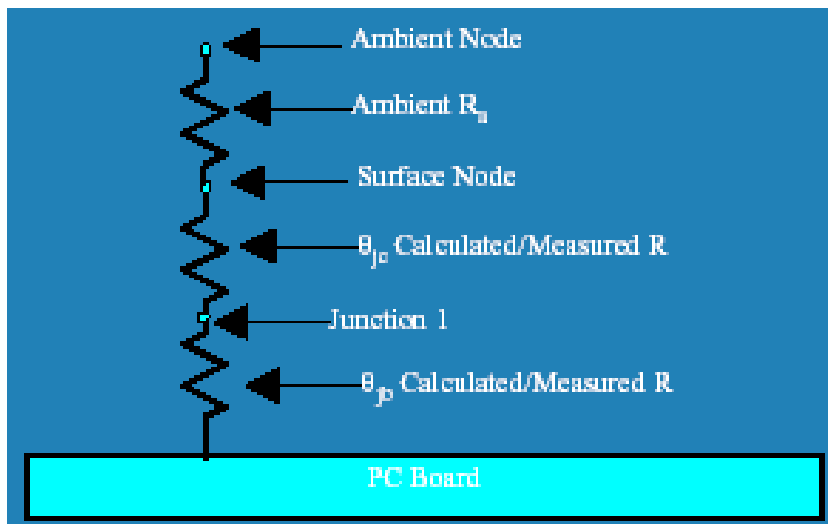 Ambient Node
Ambient Rₐ
Surface Node
θjc Calculated/Measured R
Junction 1
θjb Calculated/Measured R
PC Board